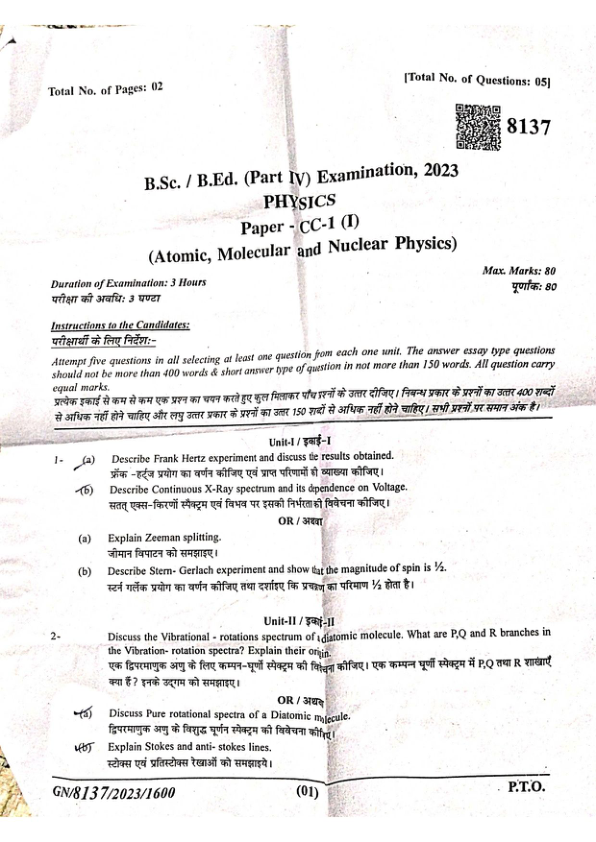 Total No. of Pages: 02
[Total No. of Questions: 05]
8137
B.Sc. / B.Ed. (Part IV) Examination, 2023
PHYSICS
Paper - CC-1 (I)
(Atomic, Molecular and Nuclear Physics)
Max. Marks: 80
Duration of Examination: 3 Hours
पूर्णांक: 80
परीक्षा की अवधि: 3 घण्टा
Instructions to the Candidates:
परीक्षार्थी के लिए निर्देश:-
Attempt five questions in all selecting at least one question from each one unit. The answer essay type questions
should not be more than 400 words & short answer type of question in not more than 150 words. All question carry
equal marks.
प्रत्येक इकाई से कम से कम एक प्रश्न का चयन करते हुए कुल मिलाकर पाँच प्रश्नों के उत्तर दीजिए। निबन्ध प्रकार के प्रश्नों का उत्तर 400 शब्दों
से अधिक नहीं होने चाहिए और लघु उत्तर प्रकार के प्रश्नों का उत्तर 150 शब्दों से अधिक नहीं होने चाहिए। सभी प्रश्नों पर समान अंक है।
Unit-I / इकाई-I
1- (a) Describe Frank Hertz experiment and discuss the results obtained.
फ्रेंक -हर्ट्ज प्रयोग का वर्णन कीजिए एवं प्राप्त परिणामों की व्याख्या कीजिए।
(b) Describe Continuous X-Ray spectrum and its dependence on Voltage.
सतत् एक्स-किरणों स्पैक्ट्रम एवं विभव पर इसकी निर्भरता की विवेचना कीजिए।
OR / अथवा
(a) Explain Zeeman splitting.
जीमान विपाटन को समझाइए।
(b) Describe Stern- Gerlach experiment and show that the magnitude of spin is ½.
स्टर्न गर्लेक प्रयोग का वर्णन कीजिए तथा दर्शाइए कि प्रचक्रण का परिमाण ½ होता है।
Unit-II / इकाई-II
2- Discuss the Vibrational - rotations spectrum of a diatomic molecule. What are P,Q and R branches in
the Vibration- rotation spectra? Explain their origin.
एक द्विपरमाणुक अणु के लिए कम्पन-घूर्णी स्पेक्ट्रम की विवेचना कीजिए। एक कम्पन घूर्णी स्पेक्ट्रम में P,Q तथा R शाखाएँ
क्या हैं? इनके उद्गम को समझाइए।
OR / अथवा
(a) Discuss Pure rotational spectra of a Diatomic molecule.
द्विपरमाणुक अणु के विशुद्ध घूर्णन स्पेक्ट्रम की विवेचना कीजिए।
(b) Explain Stokes and anti- stokes lines.
स्टोक्स एवं प्रतिस्टोक्स रेखाओं को समझाइये।
GN/8137/2023/1600
(01)
P.T.O.